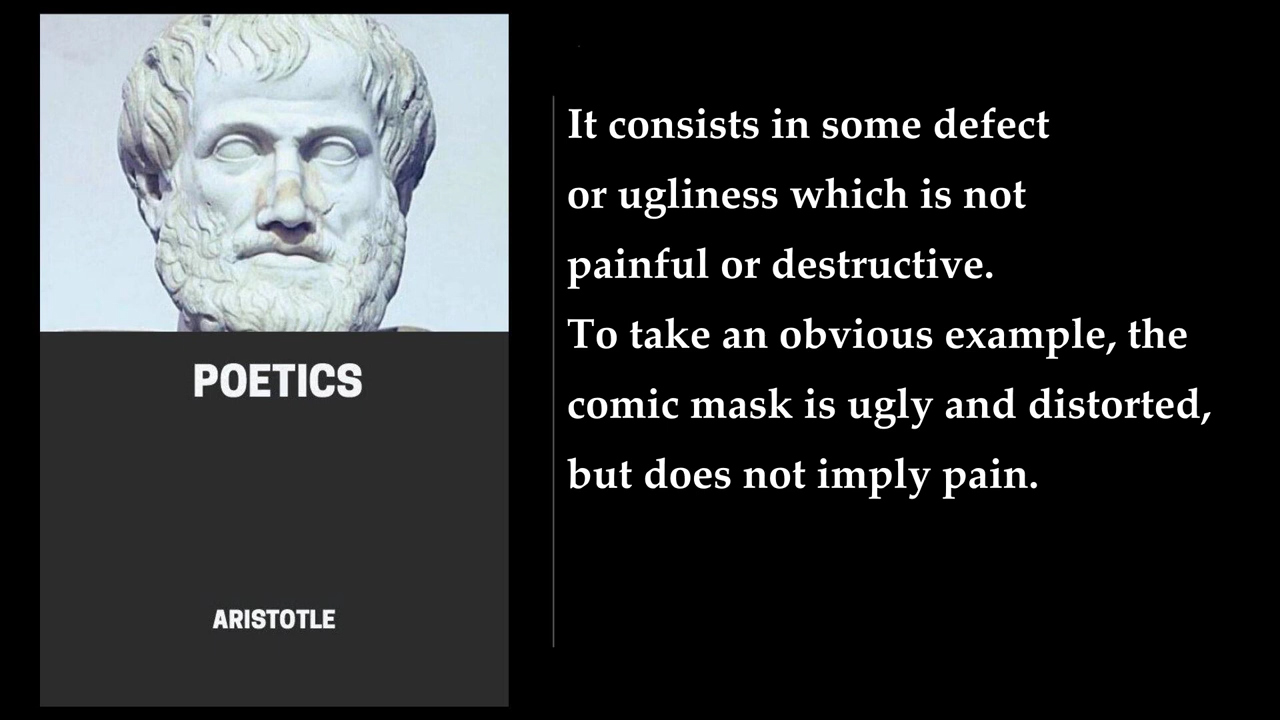 POETICS
ARISTOTLE
It consists in some defect
or ugliness which is not
painful or destructive.
To take an obvious example, the
comic mask is ugly and distorted,
but does not imply pain.